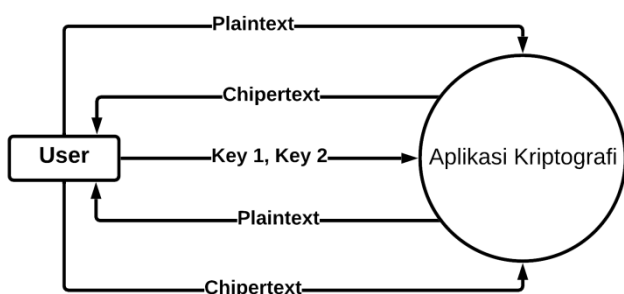 Plaintext
Chipertext
User
Key 1, Key 2
Aplikasi Kriptografi
Plaintext
Chipertext